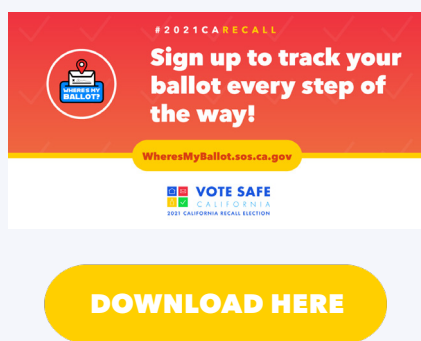 #2021CARECALL
Sign up to track your
ballot every step of
the way!
WHERE'S MY
BALLOT?
WheresMyBallot.sos.ca.gov
VOTE SAFE
CALIFORNIA
2021 CALIFORNIA RECALL ELECTION
DOWNLOAD HERE